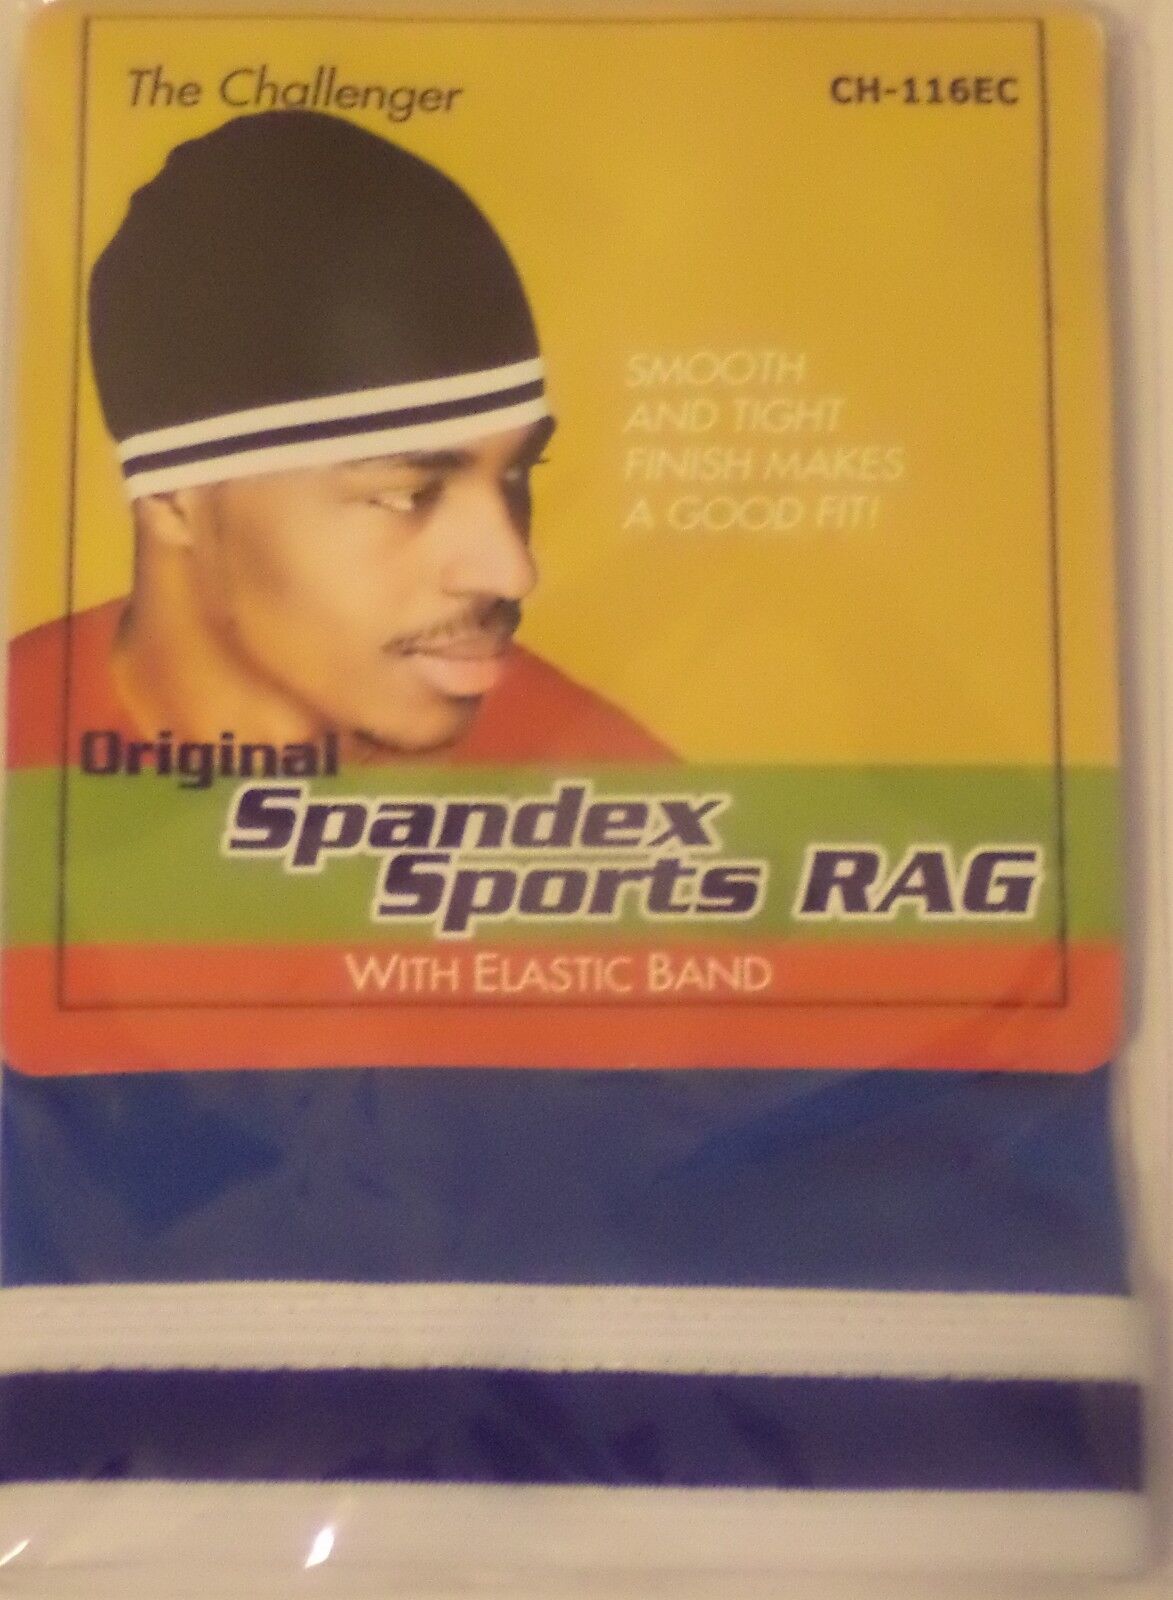 The Challenger
CH-116EC
SMOOTH
AND TIGHT
FINISH MAKES
A GOOD FIT!
Original
Spandex
Sports RAG
WITH ELASTIC BAND